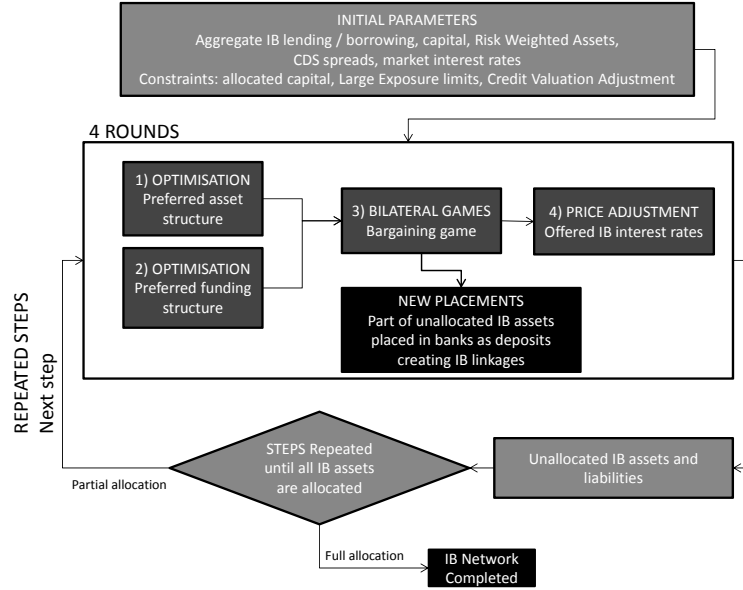 INITIAL PARAMETERS
Aggregate IB lending / borrowing, capital, Risk Weighted Assets,
CDS spreads, market interest rates
Constraints: allocated capital, Large Exposure limits, Credit Valuation Adjustment
4 ROUNDS
1) OPTIMISATION
Preferred asset
structure
2) OPTIMISATION
Preferred funding
structure
3) BILATERAL GAMES
Bargaining game
4) PRICE ADJUSTMENT
Offered IB interest rates
NEW PLACEMENTS
Part of unallocated IB assets
placed in banks as deposits
creating IB linkages
REPEATED STEPS
Next step
STEPS Repeated
until all IB assets
are allocated
Unallocated IB assets and
liabilities
Partial allocation
Full allocation
IB Network
Completed